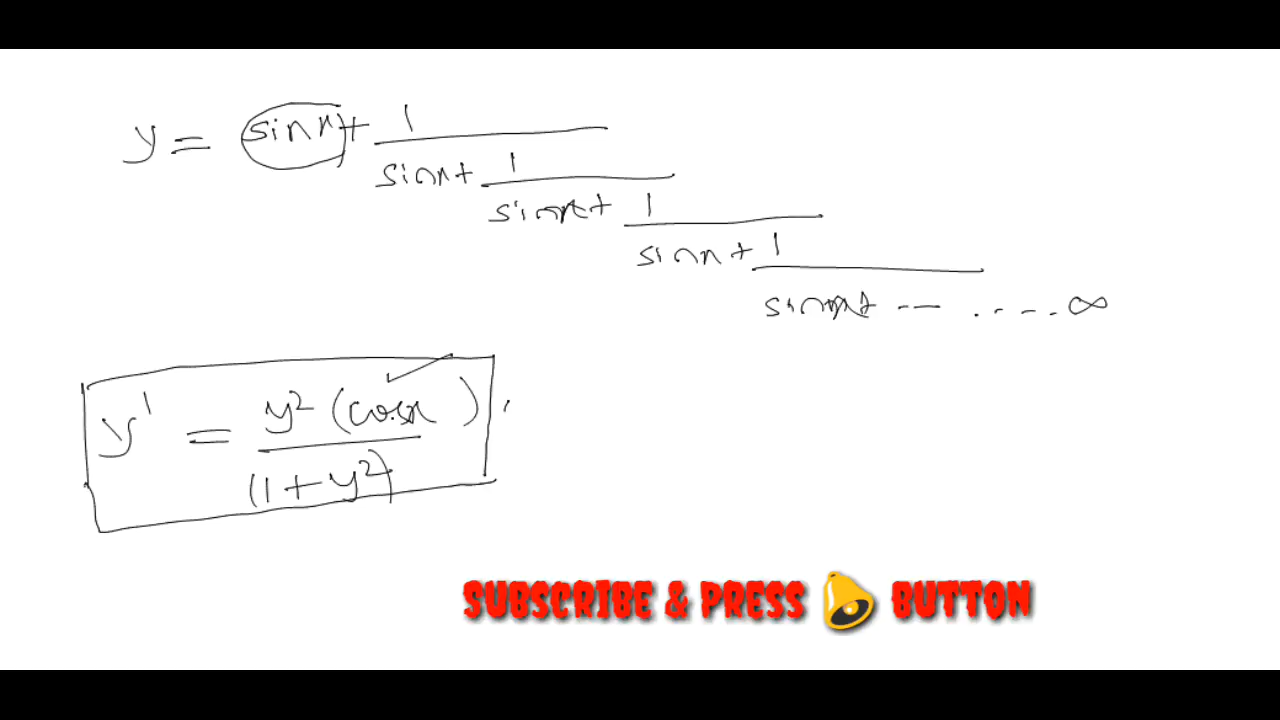 y = sinx + 1
sinx + 1
sinx + 1
sinx + 1
sinx + -- ..--.. ∞
y' = y² (cosx)
(1 + y²)
SUBSCRIBE & PRESS BUTTON